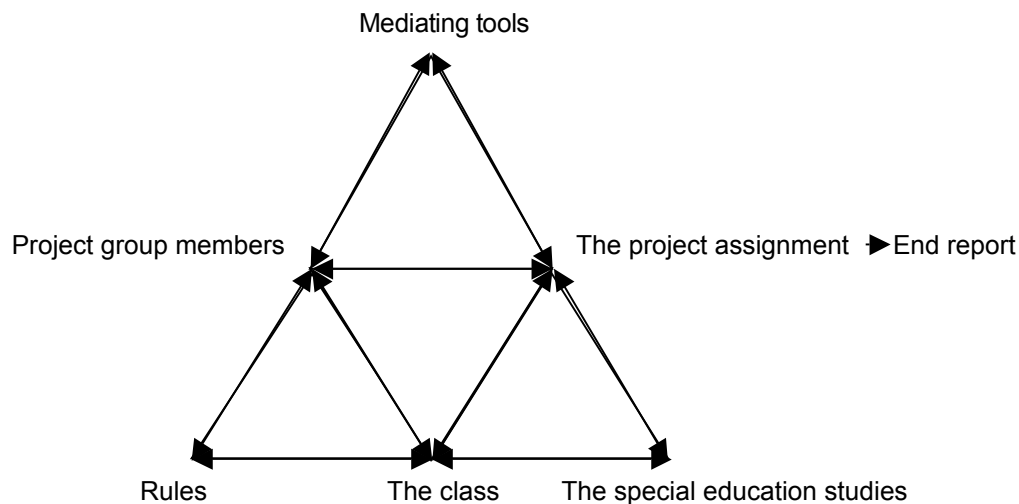 Mediating tools
Project group members
The project assignment
End report
Rules
The class
The special education studies